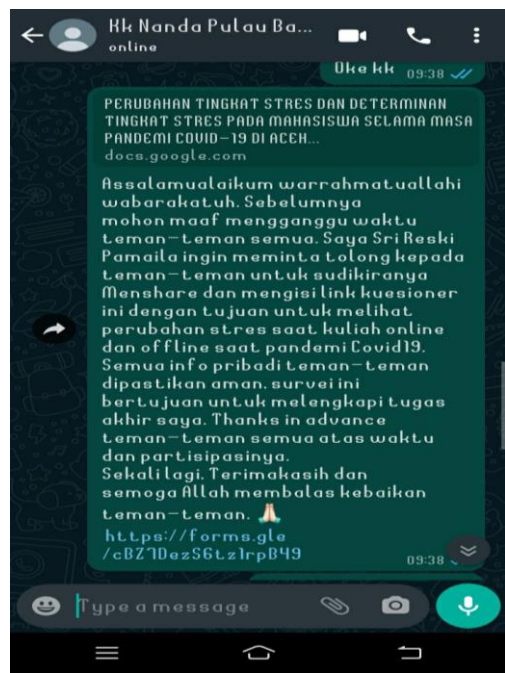 Kk Nanda Pulau Ba...
online
Oke kk 09:38
PERUBAHAN TINGKAT STRES DAN DETERMINAN
TINGKAT STRES PADA MAHASISWA SELAMA MASA
PANDEMI COVID-19 DI ACEH...
docs.google.com
Assalamualaikum warrahmatuallahi
wabarakatuh. Sebelumnya
mohon maaf mengganggu waktu
teman-teman semua. Saya Sri Reski
Pamaila ingin meminta tolong kepada
teman-teman untuk sudikiranya
Menshare dan mengisi link kuesioner
ini dengan tujuan untuk melihat
perubahan stres saat kuliah online
dan offline saat pandemi Covid19.
Semua info pribadi teman-teman
dipastikan aman. survei ini
bertujuan untuk melengkapi tugas
akhir saya. Thanks in advance
teman-teman semua atas waktu
dan partisipasinya.
Sekali lagi. Terimakasih dan
semoga Allah membalas kebaikan
teman-teman. 🙏🏻
https://forms.gle
/cBZ7DezS6tz1rpB49
09:38
Type a message